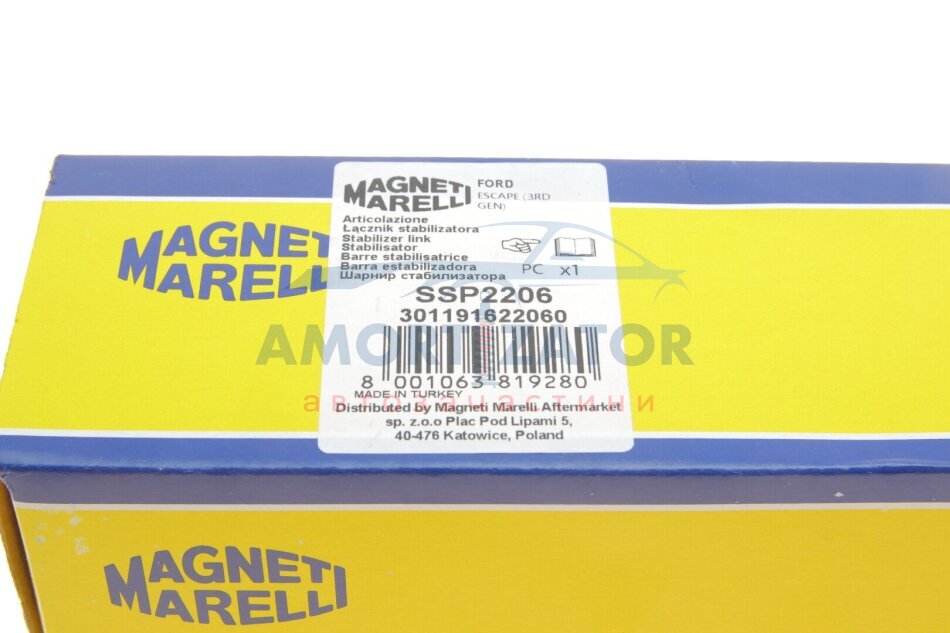 MAGNETI
MARELLI
MAGNETI
MARELLI
FORD
ESCAPE (3RD
GEN)
Articolazione
Łącznik stabilizatora
Stabilizer link
Stabilisator
Barre stabilisatrice
Barra estabilizadora
Шарнир стабилизатора
PC x1
SSP2206
301191622060
AMORTIZATOR
8 001063 819280
MADE IN TURKEY
автозапчастини
Distributed by Magneti Marelli Aftermarket
sp. z.o.o Plac Pod Lipami 5,
40-476 Katowice, Poland
MAGNETI
MARELLI